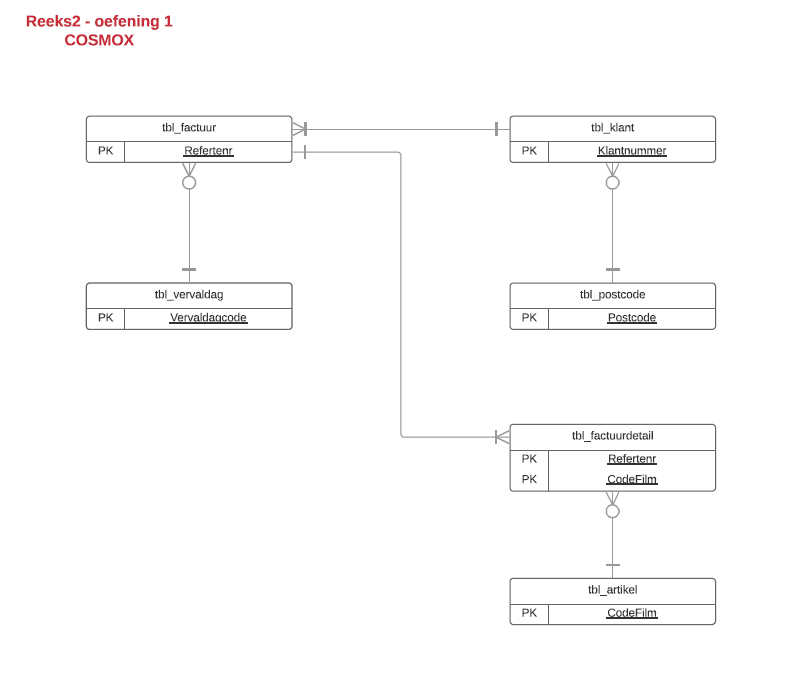 Reeks2 - oefening 1
COSMOX
tbl_factuur
PK Refertenr
tbl_klant
PK Klantnummer
tbl_vervaldag
PK Vervaldagcode
tbl_postcode
PK Postcode
tbl_factuurdetail
PK Refertenr
PK CodeFilm
tbl_artikel
PK CodeFilm